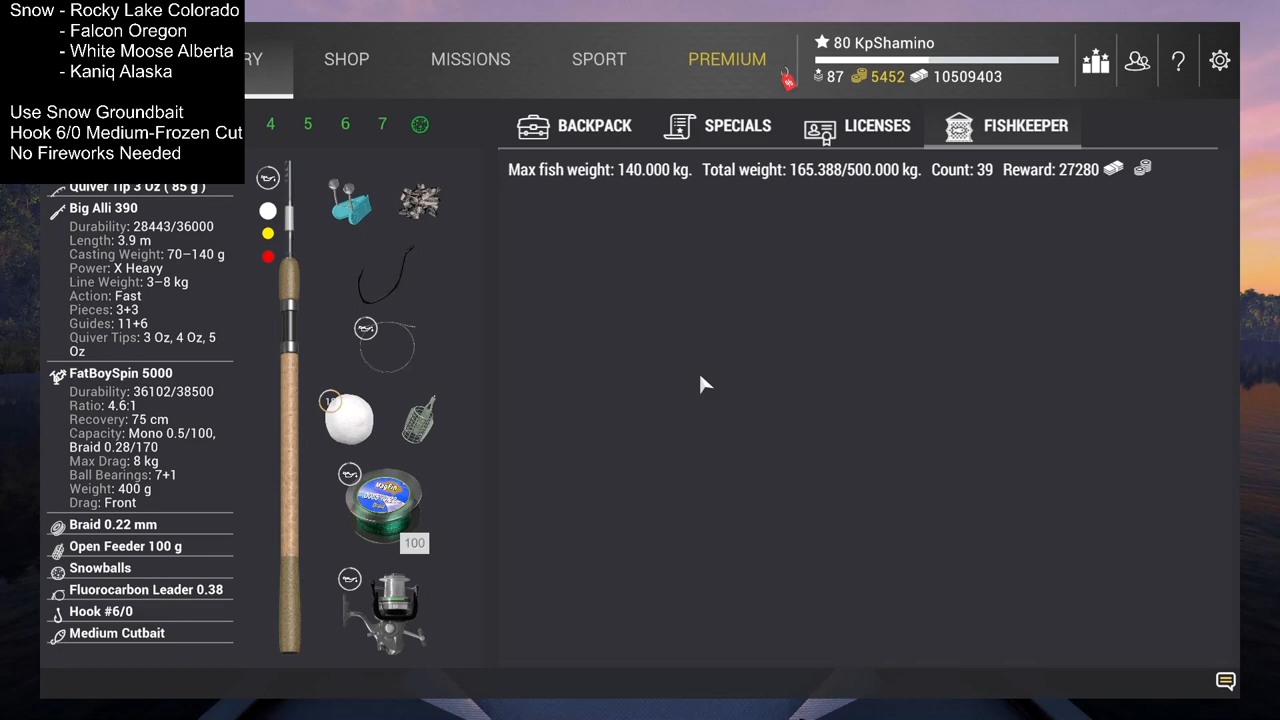 Snow - Rocky Lake Colorado
- Falcon Oregon
- White Moose Alberta
- Kaniq Alaska
Use Snow Groundbait
Hook 6/0 Medium-Frozen Cut
No Fireworks Needed
RY
SHOP
MISSIONS
SPORT
PREMIUM
80 KpShamino
87 5452 10509403
4 5 6 7
BACKPACK
SPECIALS
LICENSES
FISHKEEPER
Max fish weight: 140.000 kg. Total weight: 165.388/500.000 kg. Count: 39 Reward: 27280
Quiver Tip 3 Oz ( 85 g )
Big Alli 390
Durability: 28443/36000
Length: 3.9 m
Casting Weight: 70–140 g
Power: X Heavy
Line Weight: 3–8 kg
Action: Fast
Pieces: 3+3
Guides: 11+6
Quiver Tips: 3 Oz, 4 Oz, 5
Oz
FatBoySpin 5000
Durability: 36102/38500
Ratio: 4.6:1
Recovery: 75 cm
Capacity: Mono 0.5/100,
Braid 0.28/170
Max Drag: 8 kg
Ball Bearings: 7+1
Weight: 400 g
Drag: Front
Braid 0.22 mm
Open Feeder 100 g
Snowballs
Fluorocarbon Leader 0.38
Hook #6/0
Medium Cutbait
MagFin
100